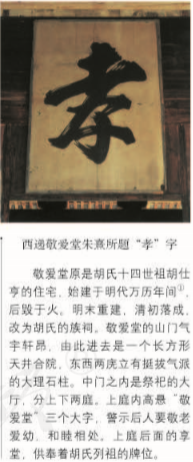 孝
西递敬爱堂朱熹所题“孝”字
敬爱堂原是胡氏十四世祖胡仕
亨的住宅，始建于明代万历年间①，
后毁于火。明末重建，清初落成，
改为胡氏的族祠。敬爱堂的山门气
宇轩昂，由此进去是一个长方形
天井合院，东西两庑立有挺拔气派
的大理石柱。中门之内是祭祀的大
厅，分上下两庭。上庭内高悬“敬
爱堂”三个大字，警示后人要敬老
爱幼，和睦相处。上庭后面的享
堂，供奉着胡氏列祖的牌位。